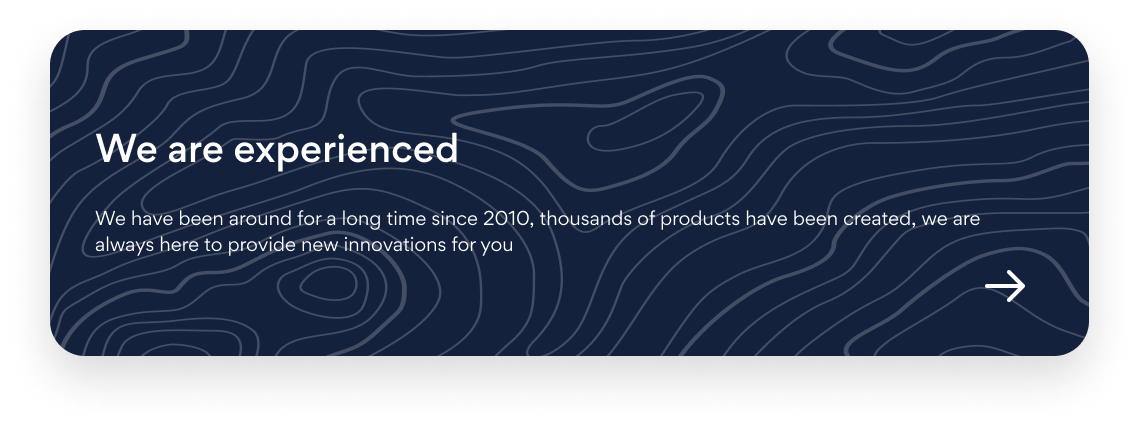 We are experienced
We have been around for a long time since 2010, thousands of products have been created, we are
always here to provide new innovations for you